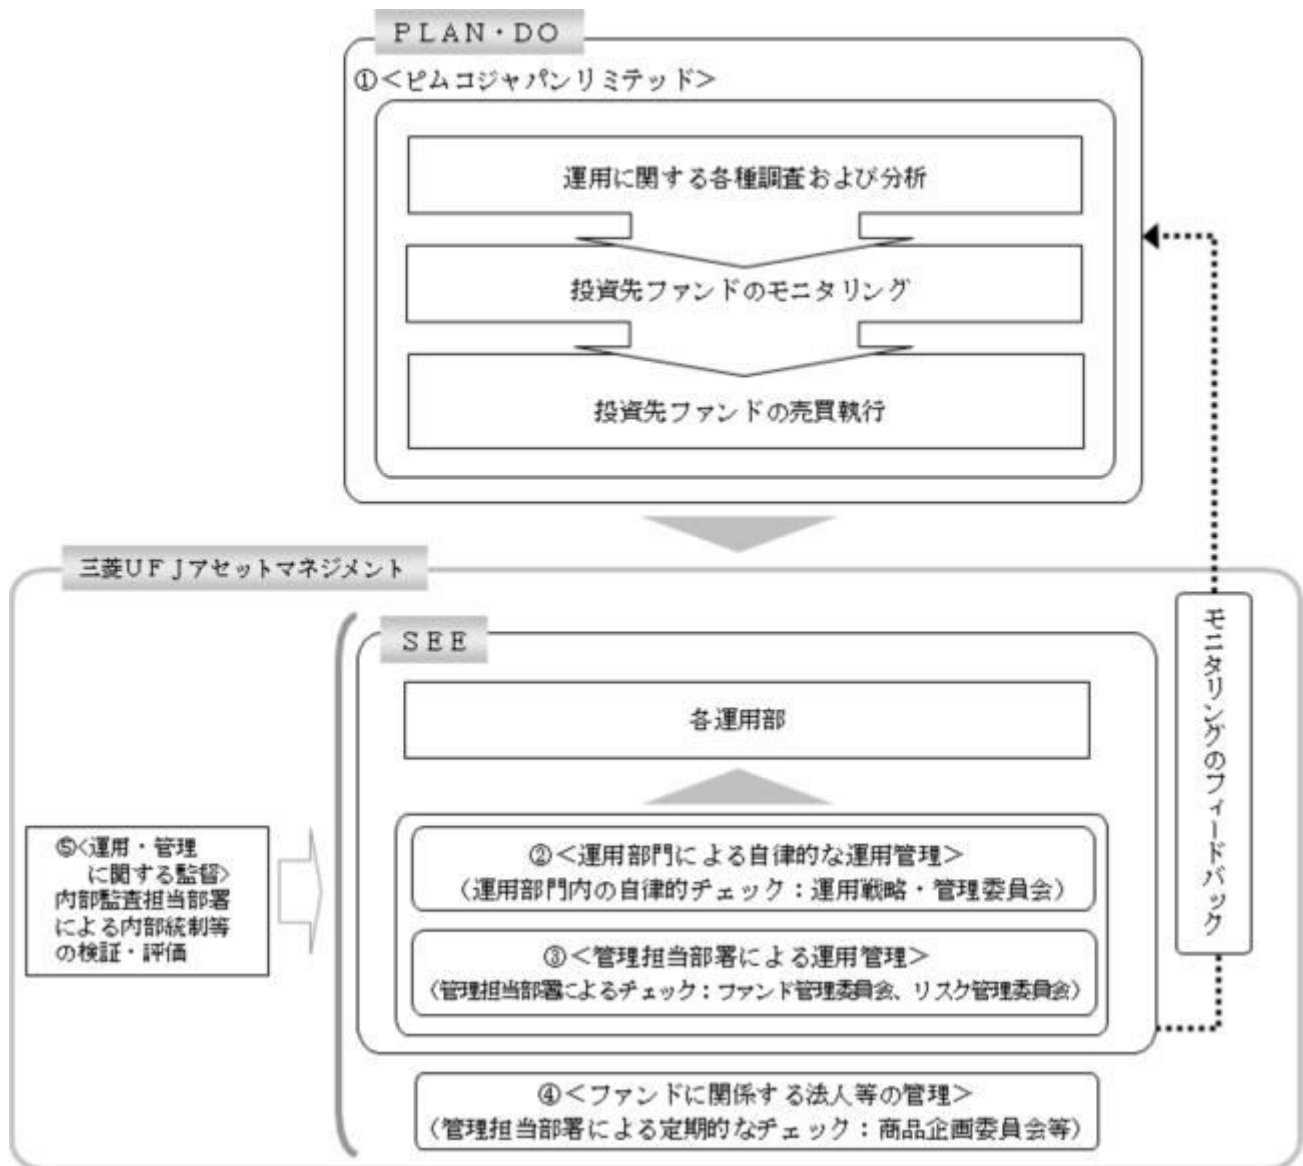 ＰＬＡＮ・ＤＯ
①＜ピムコジャパンリミテッド＞
運用に関する各種調査および分析
投資先ファンドのモニタリング
投資先ファンドの売買執行
三菱ＵＦＪアセットマネジメント
ＳＥＥ
各運用部
モニタリングのフィードバック
⑤＜運用・管理
に関する監督＞
内部監査担当部署
による内部統制等
の検証・評価
②＜運用部門による自律的な運用管理＞
（運用部門内の自律的チェック：運用戦略・管理委員会）
③＜管理担当部署による運用管理＞
（管理担当部署によるチェック：ファンド管理委員会、リスク管理委員会）
④＜ファンドに関係する法人等の管理＞
（管理担当部署による定期的なチェック：商品企画委員会等）